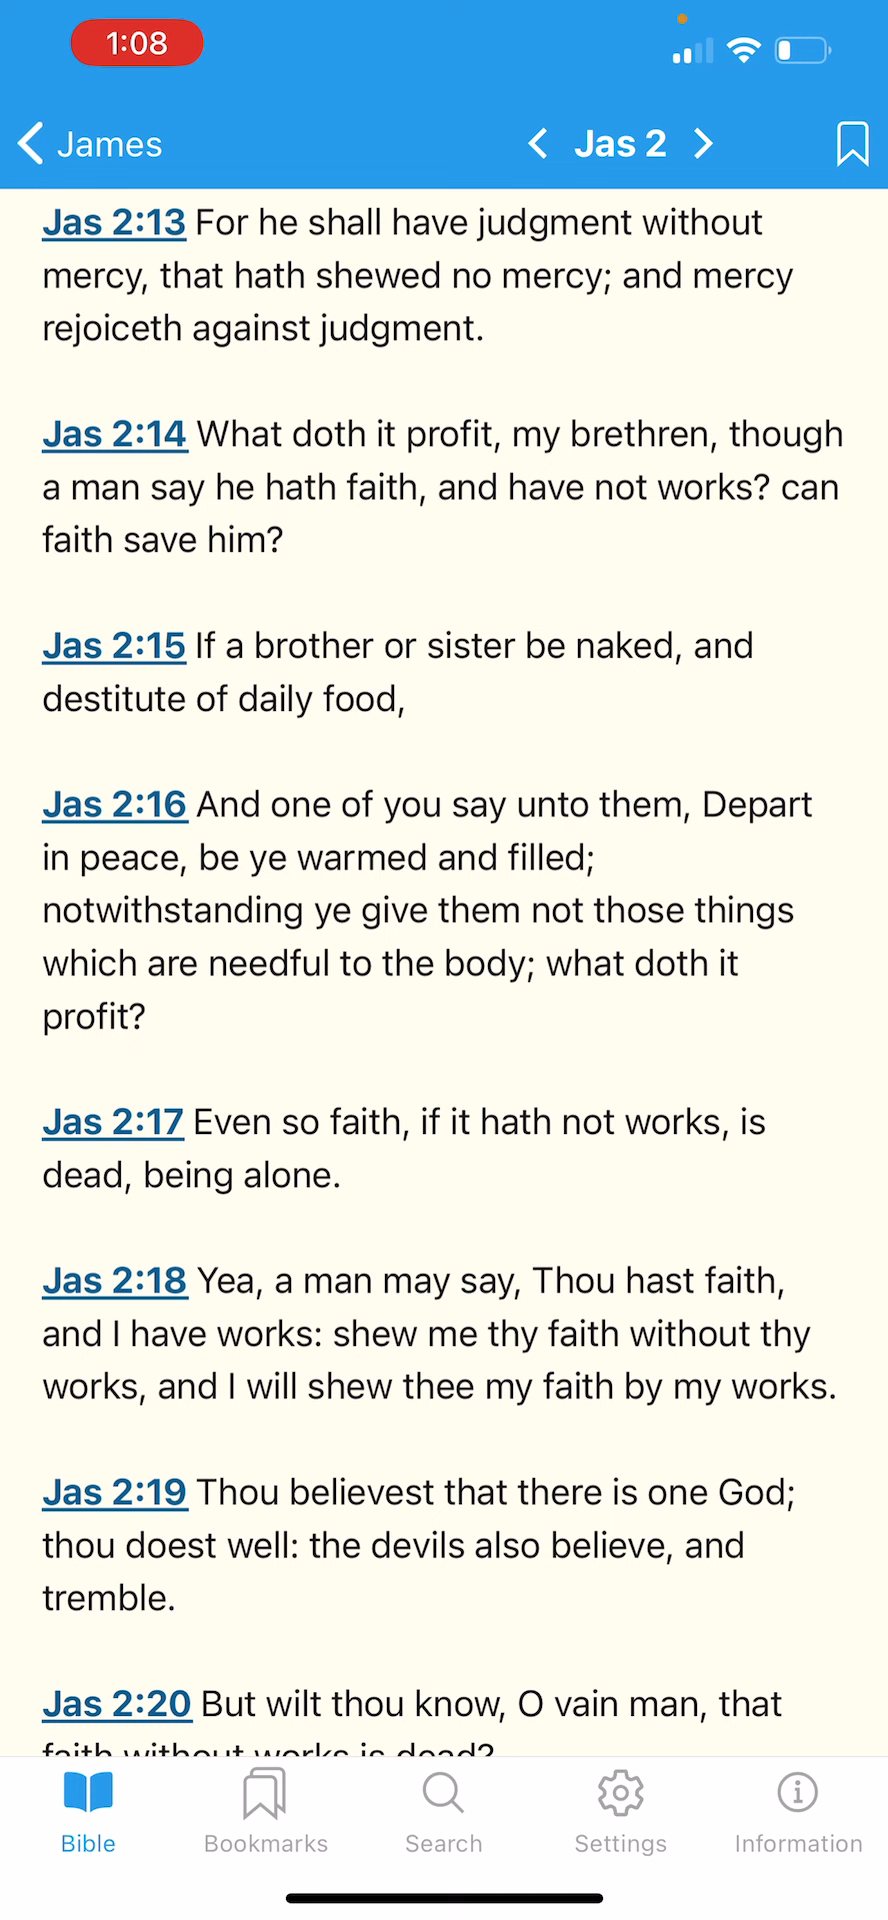 1:08
James
Jas 2
Jas 2:13 For he shall have judgment without
mercy, that hath shewed no mercy; and mercy
rejoiceth against judgment.
Jas 2:14 What doth it profit, my brethren, though
a man say he hath faith, and have not works? can
faith save him?
Jas 2:15 If a brother or sister be naked, and
destitute of daily food,
Jas 2:16 And one of you say unto them, Depart
in peace, be ye warmed and filled;
notwithstanding ye give them not those things
which are needful to the body; what doth it
profit?
Jas 2:17 Even so faith, if it hath not works, is
dead, being alone.
Jas 2:18 Yea, a man may say, Thou hast faith,
and I have works: shew me thy faith without thy
works, and I will shew thee my faith by my works.
Jas 2:19 Thou believest that there is one God;
thou doest well: the devils also believe, and
tremble.
Jas 2:20 But wilt thou know, O vain man, that
faith without works is dead?
Bible
Bookmarks
Search
Settings
Information